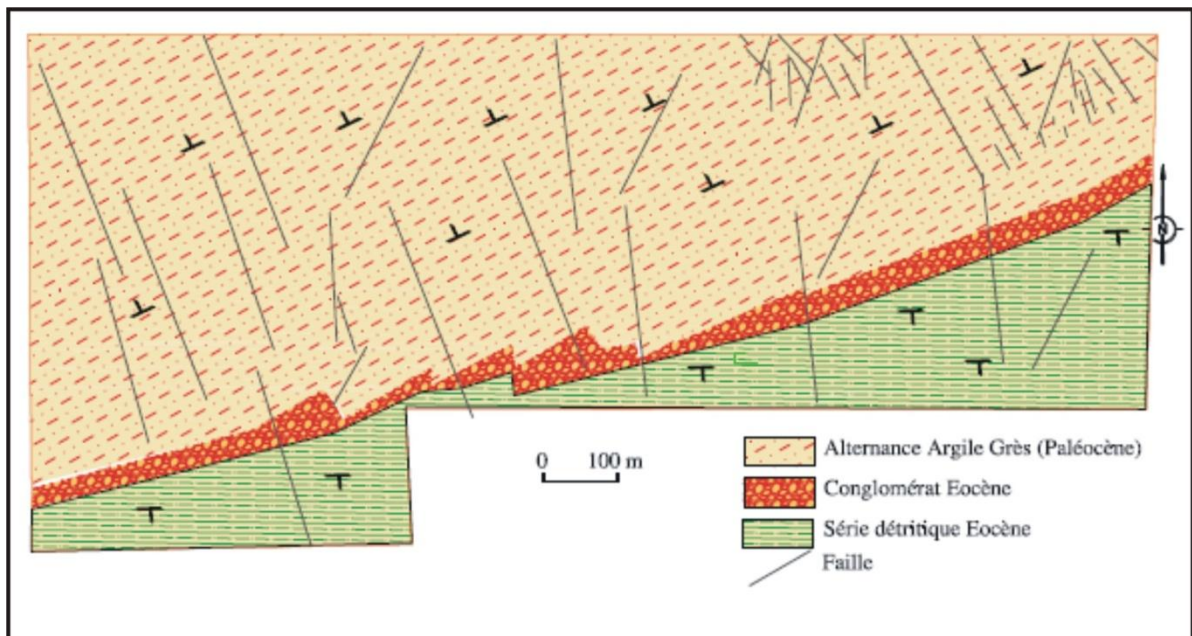 N
0 100 m
Alternance Argile Grès (Paléocène)
Conglomérat Eocène
Série détritique Eocène
Faille